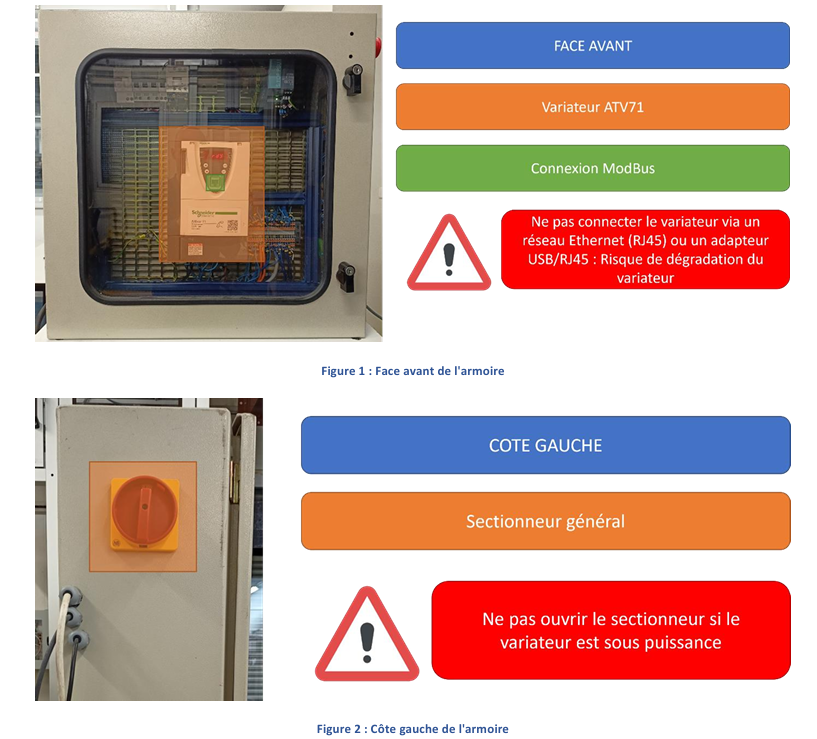 FACE AVANT
Variateur ATV71
Connexion ModBus
Ne pas connecter le variateur via un
réseau Ethernet (RJ45) ou un adapteur
USB/RJ45 : Risque de dégradation du
variateur
Schneider
Figure 1 : Face avant de l'armoire
COTE GAUCHE
Sectionneur général
Ne pas ouvrir le sectionneur si le
variateur est sous puissance
Figure 2 : Côte gauche de l'armoire